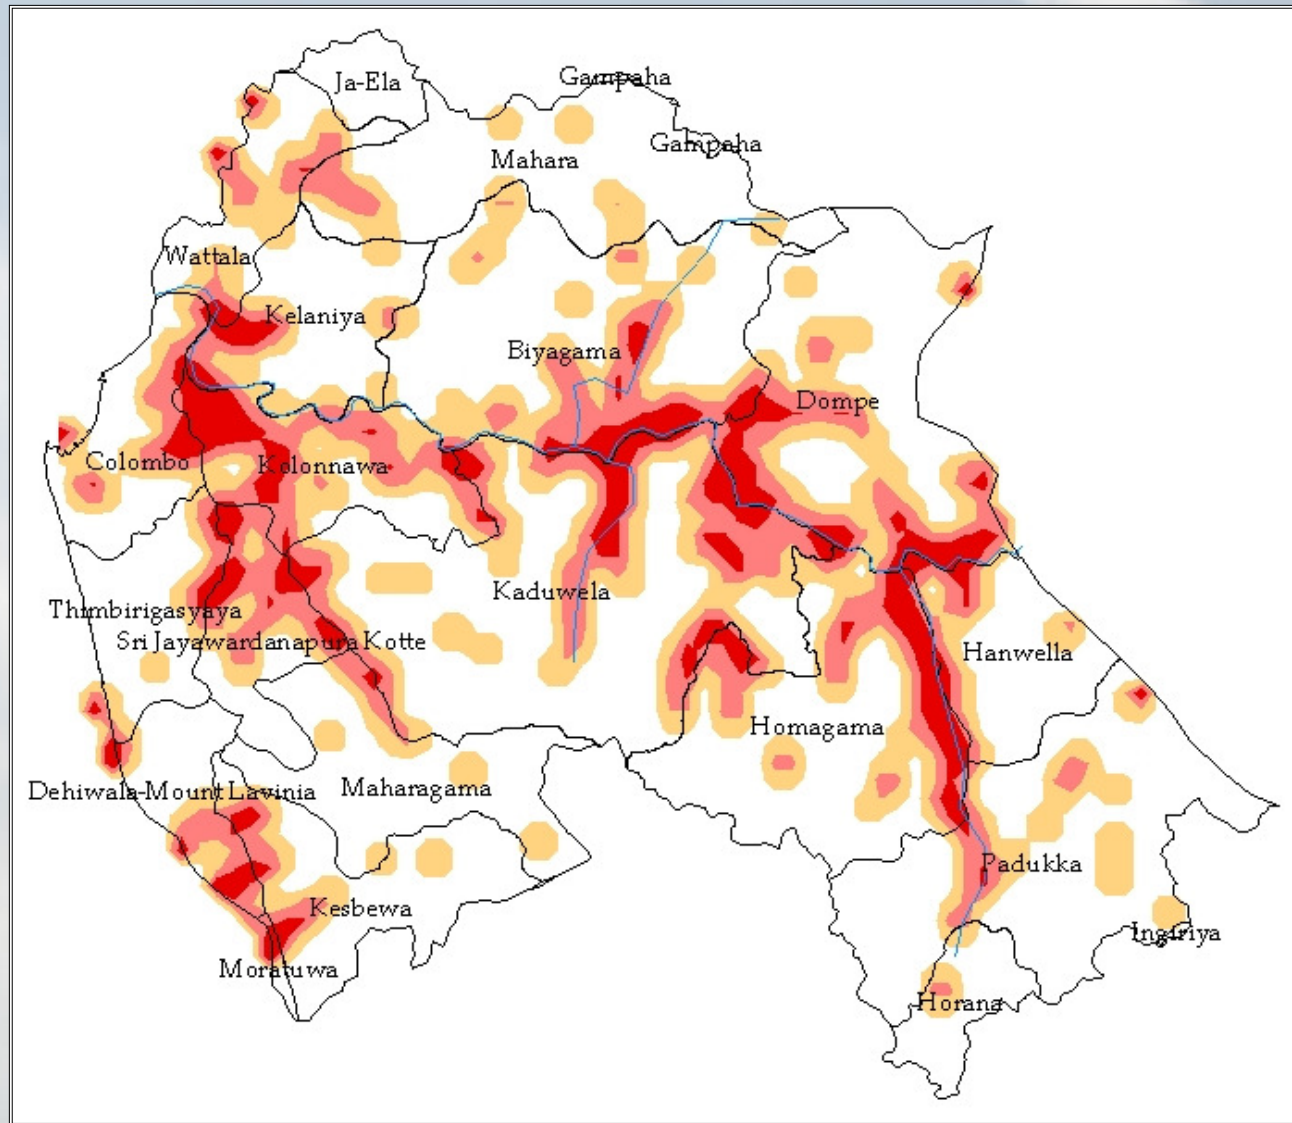 Ja-Ela
Gampaha
Gampaha
Mahara
Wattala
Kelaniya
Biyagama
Dompe
Colombo
Kolonnawa
Kaduwela
Thimbirigasyaya
Sri Jayawardanapura Kotte
Hanwella
Homagama
Dehiwala-Mount Lavinia
Maharagama
Padukka
Kesbewa
Ingiriya
Moratuwa
Horana